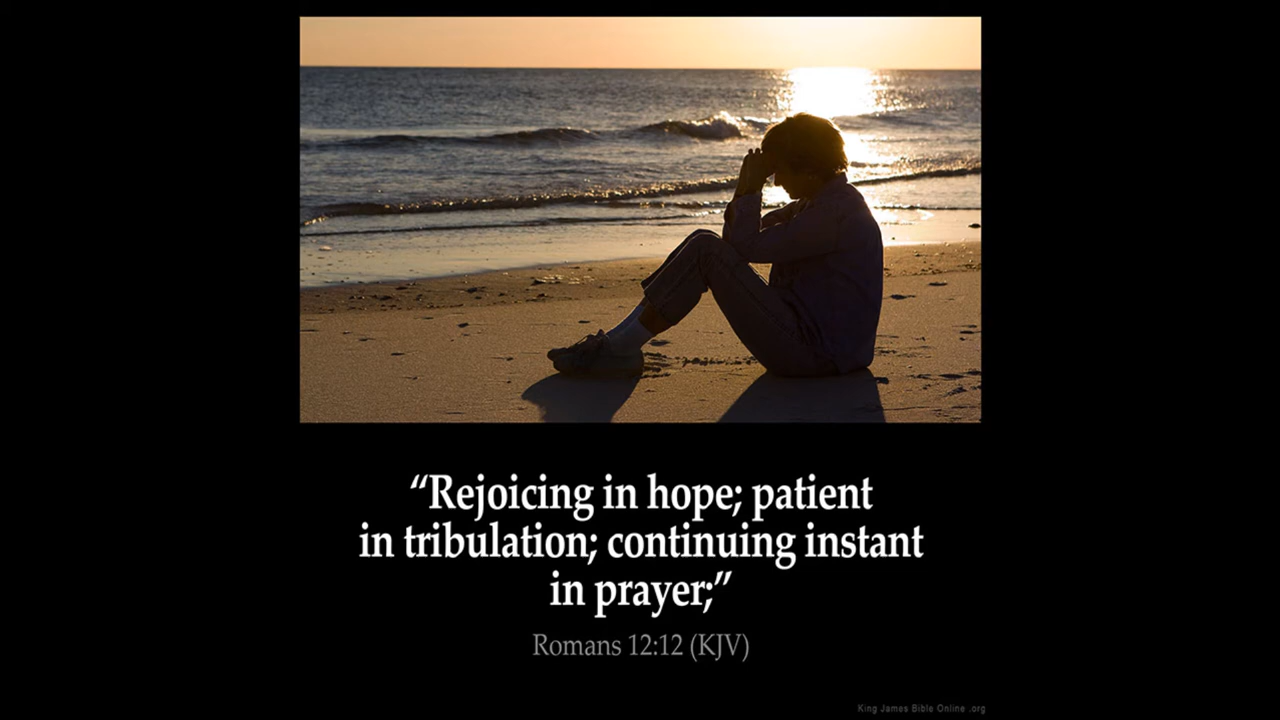 “Rejoicing in hope; patient
in tribulation; continuing instant
in prayer;”
Romans 12:12 (KJV)
King James Bible Online .org